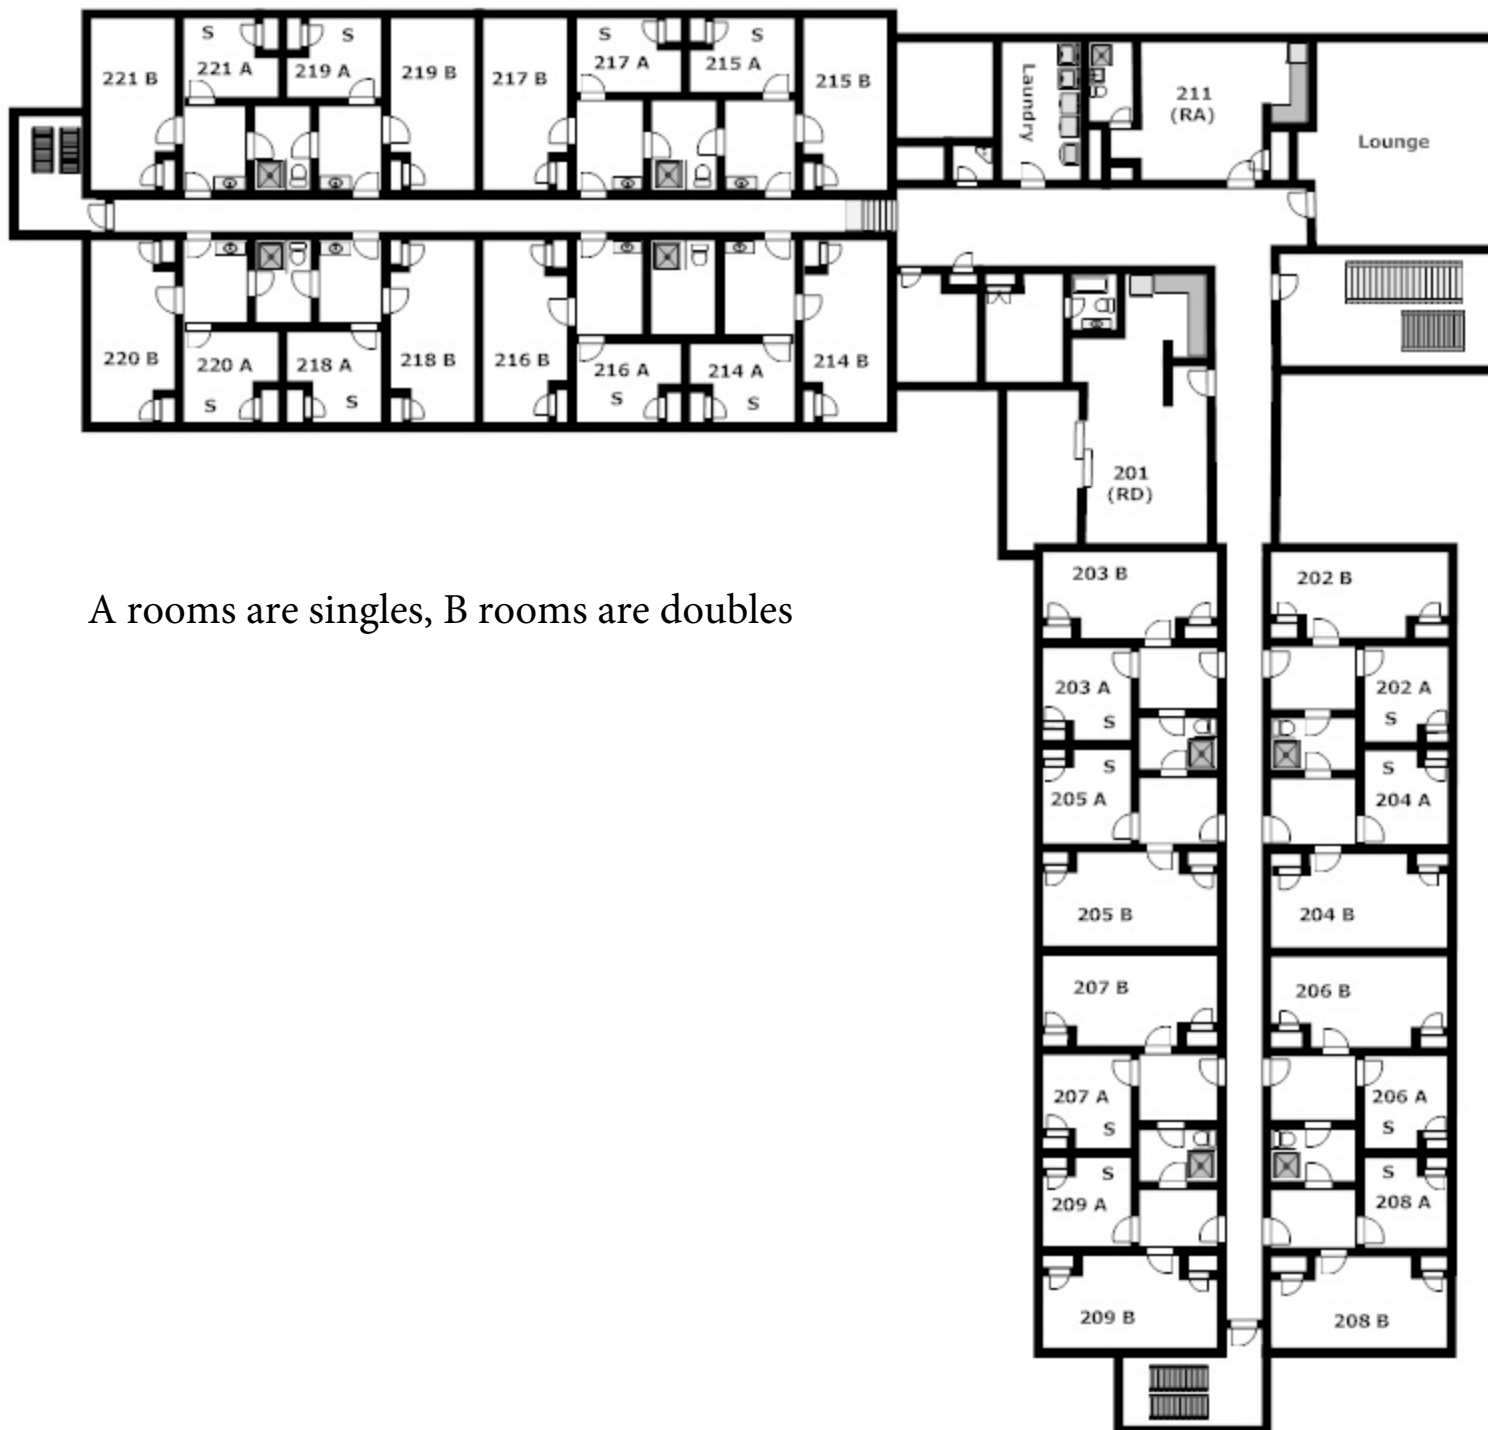 S
S
S
S
221 B
221 A
219 A
219 B
217 B
217 A
215 A
215 B
Laundry
211
(RA)
Lounge
220 B
220 A
218 A
218 B
216 B
216 A
214 A
214 B
S
S
S
S
201
(RD)
A rooms are singles, B rooms are doubles
203 B
202 B
203 A
S
202 A
S
S
205 A
S
204 A
205 B
204 B
207 B
206 B
207 A
S
206 A
S
S
209 A
S
208 A
209 B
208 B